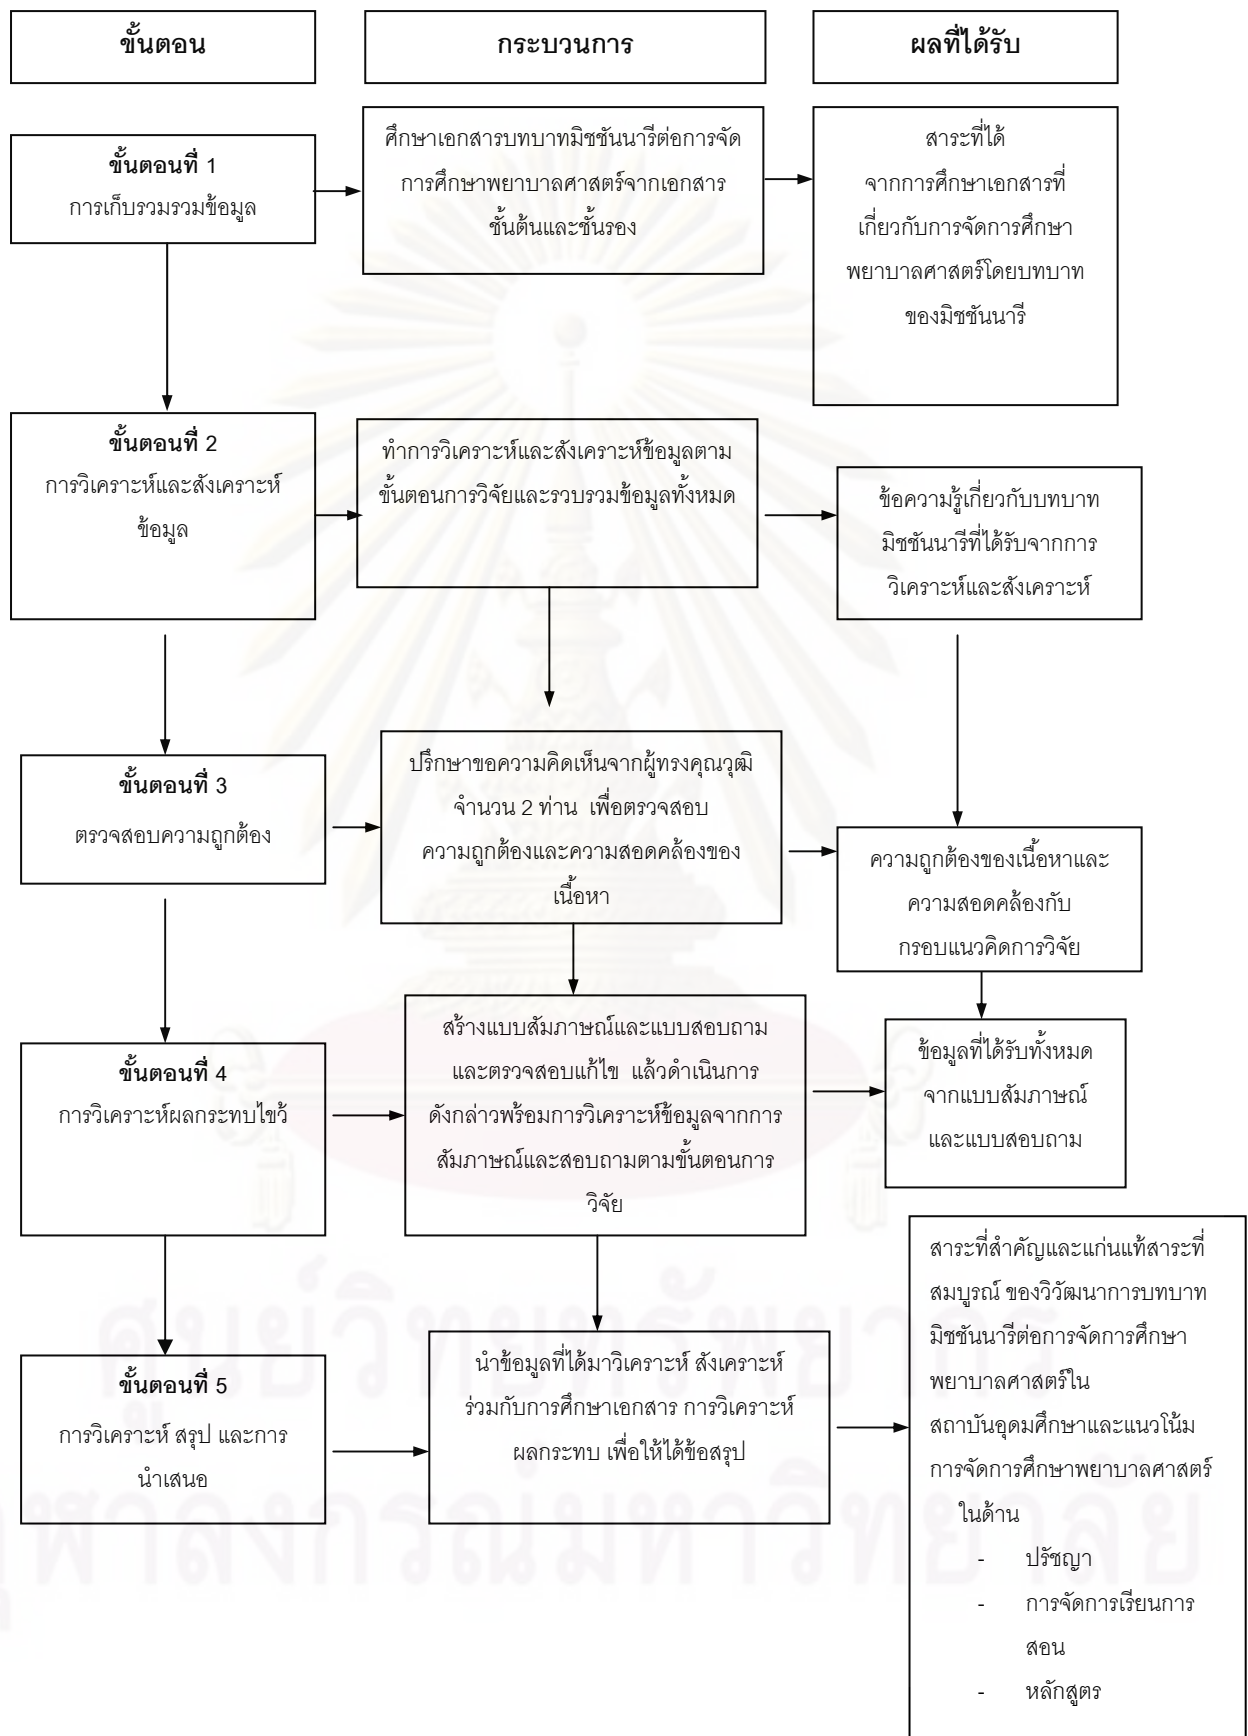 ขั้นตอน
กระบวนการ
ผลที่ได้รับ
ขั้นตอนที่ 1
การเก็บรวมรวมข้อมูล
ศึกษาเอกสารบทบาทมิชชันนารีต่อการจัด
การศึกษาพยาบาลศาสตร์จากเอกสาร
ชั้นต้นและชั้นรอง
สาระที่ได้
จากการศึกษาเอกสารที่
เกี่ยวกับการจัดการศึกษา
พยาบาลศาสตร์โดยบทบาท
ของมิชชันนารี
ขั้นตอนที่ 2
การวิเคราะห์และสังเคราะห์
ข้อมูล
ทำการวิเคราะห์และสังเคราะห์ข้อมูลตาม
ขั้นตอนการวิจัยและรวบรวมข้อมูลทั้งหมด
ข้อความรู้เกี่ยวกับบทบาท
มิชชันนารีที่ได้รับจากการ
วิเคราะห์และสังเคราะห์
ขั้นตอนที่ 3
ตรวจสอบความถูกต้อง
ปรึกษาขอความคิดเห็นจากผู้ทรงคุณวุฒิ
จำนวน 2 ท่าน เพื่อตรวจสอบ
ความถูกต้องและความสอดคล้องของ
เนื้อหา
ความถูกต้องของเนื้อหาและ
ความสอดคล้องกับ
กรอบแนวคิดการวิจัย
ขั้นตอนที่ 4
การวิเคราะห์ผลกระทบไขว้
สร้างแบบสัมภาษณ์และแบบสอบถาม
และตรวจสอบแก้ไข แล้วดำเนินการ
ดังกล่าวพร้อมการวิเคราะห์ข้อมูลจากการ
สัมภาษณ์และสอบถามตามขั้นตอนการ
วิจัย
ข้อมูลที่ได้รับทั้งหมด
จากแบบสัมภาษณ์
และแบบสอบถาม
ขั้นตอนที่ 5
การวิเคราะห์ สรุป และการ
นำเสนอ
นำข้อมูลที่ได้มาวิเคราะห์ สังเคราะห์
ร่วมกับการศึกษาเอกสาร การวิเคราะห์
ผลกระทบ เพื่อให้ได้ข้อสรุป
สาระที่สำคัญและแก่นแท้สาระที่
สมบูรณ์ ของวิวัฒนาการบทบาท
มิชชันนารีต่อการจัดการศึกษา
พยาบาลศาสตร์ใน
สถาบันอุดมศึกษาและแนวโน้ม
การจัดการศึกษาพยาบาลศาสตร์
ในด้าน
- ปรัชญา
- การจัดการเรียนการ
สอน
- หลักสูตร
ศูนย์วิทยทรัพยากร
จุฬาลงกรณ์มหาวิทยาลัย